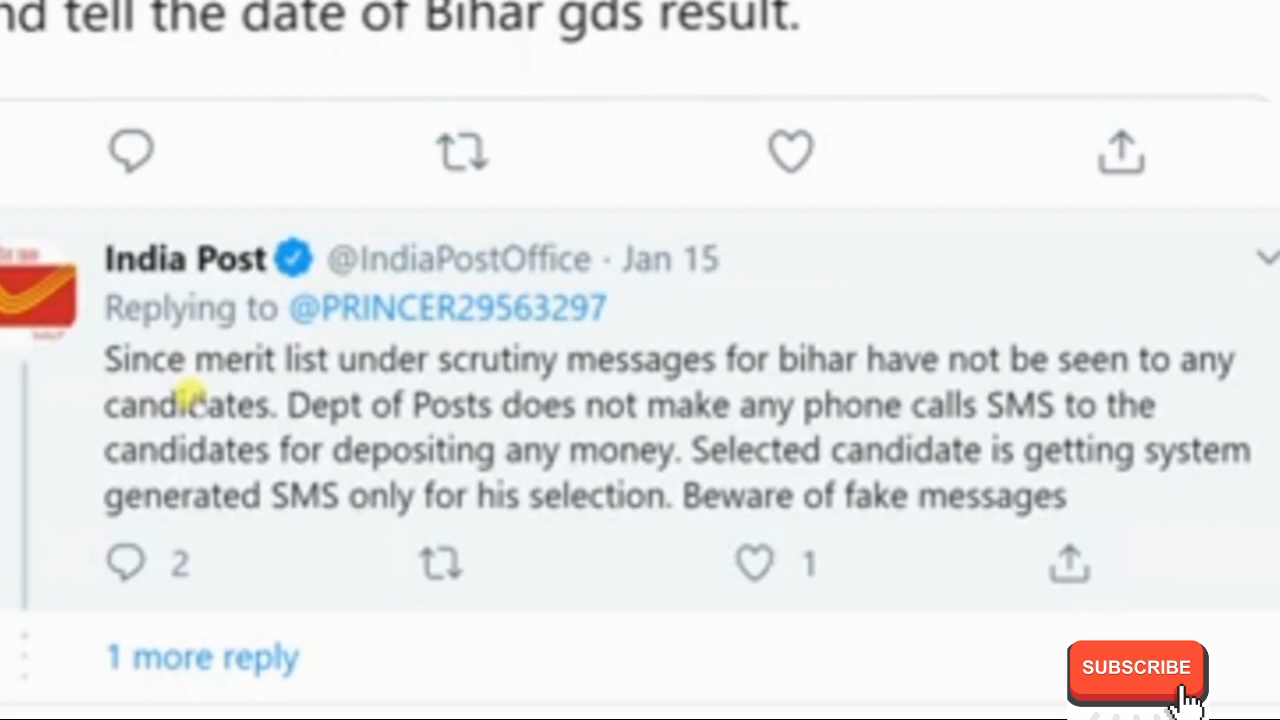 nd tell the date of Bihar gds result.
India Post @IndiaPostOffice · Jan 15
Replying to @PRINCER29563297
Since merit list under scrutiny messages for bihar have not be seen to any
candicates. Dept of Posts does not make any phone calls SMS to the
candidates for depositing any money. Selected candidate is getting system
generated SMS only for his selection. Beware of fake messages
2 1
1 more reply
SUBSCRIBE